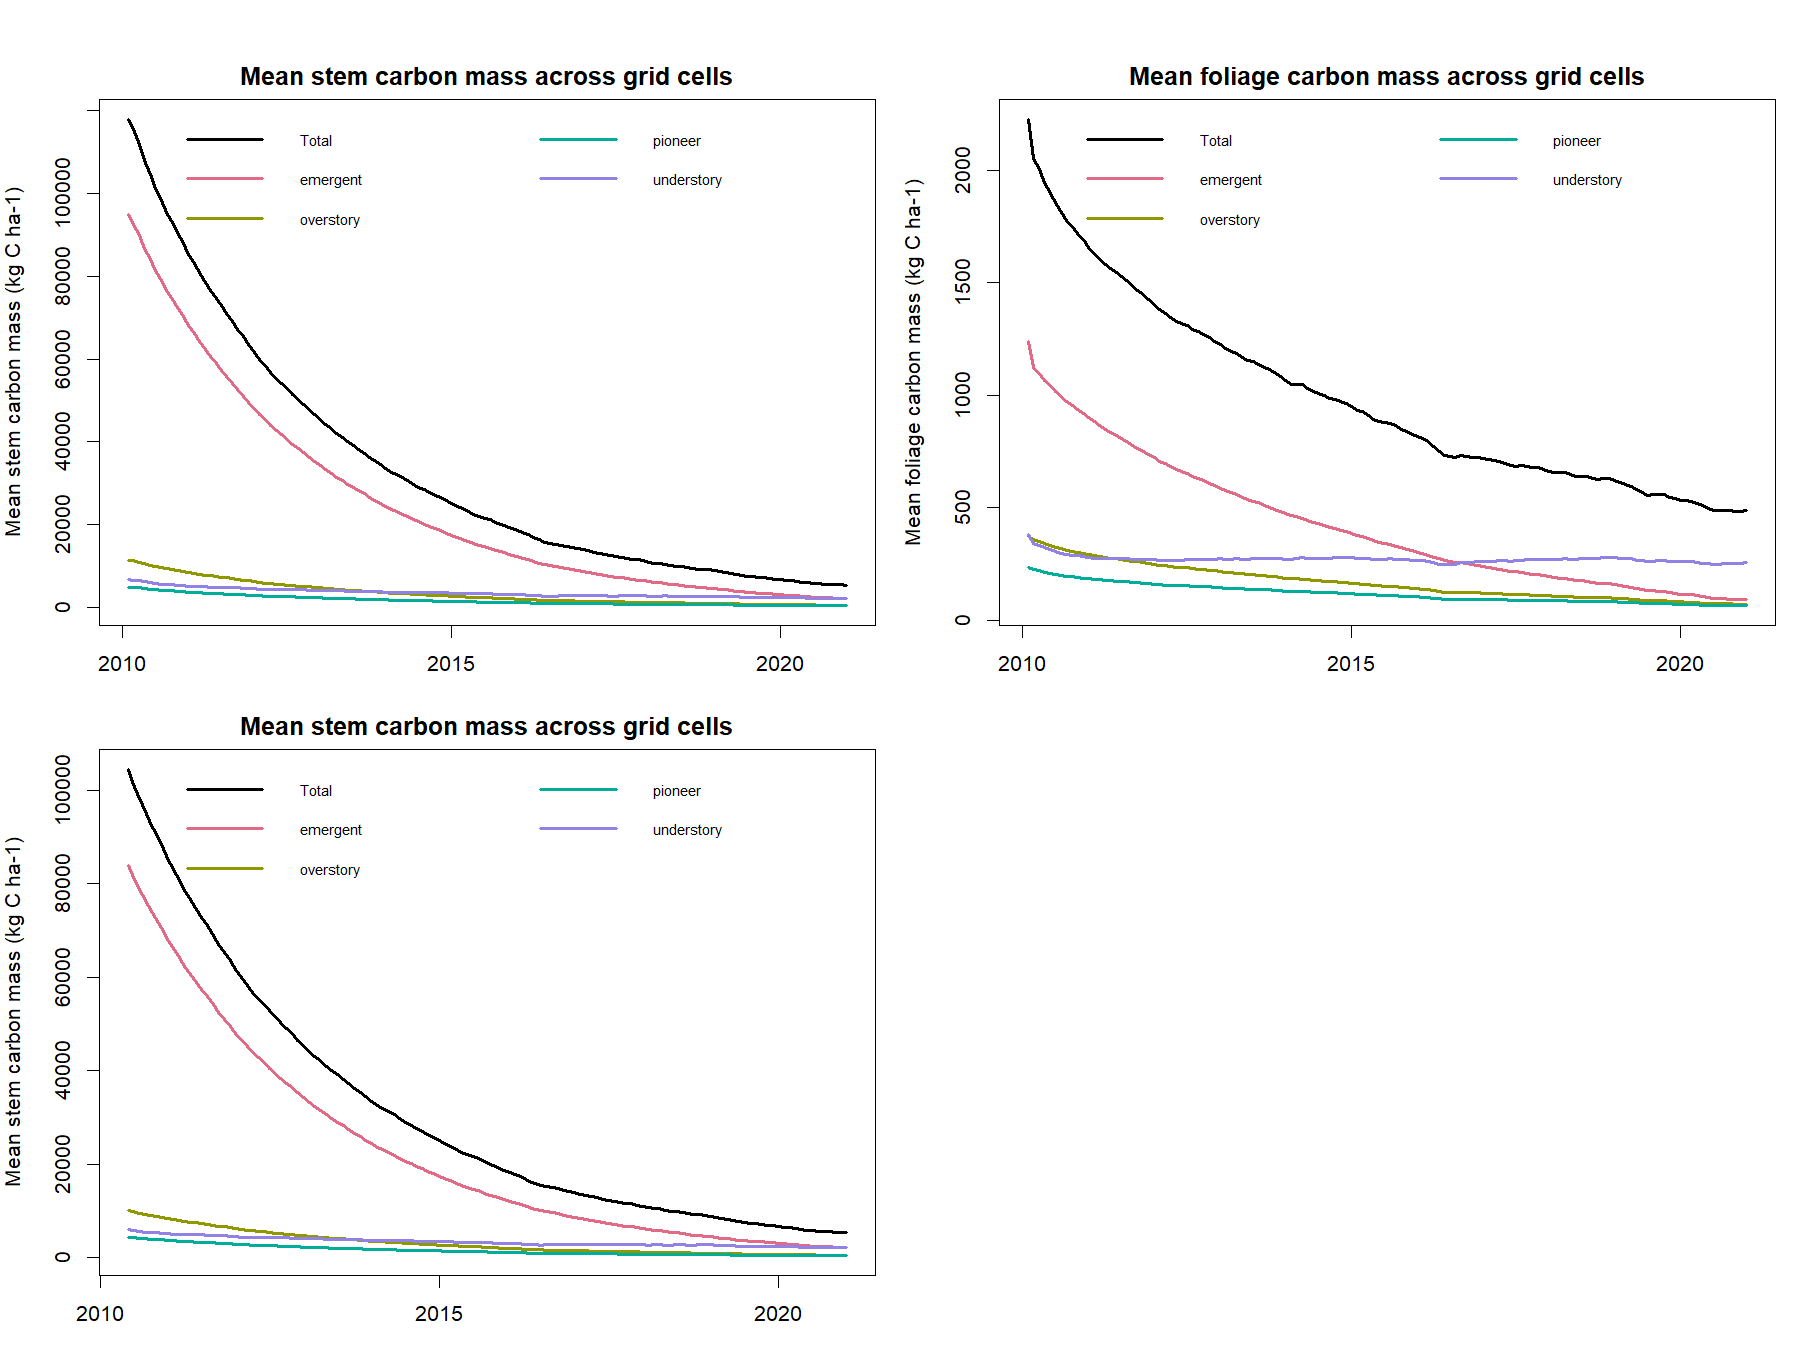 Mean stem carbon mass across grid cells
Mean stem carbon mass (kg C ha-1)
0
20000
40000
60000
80000
100000
Total
emergent
overstory
pioneer
understory
2010
2015
2020
Mean foliage carbon mass across grid cells
Mean foliage carbon mass (kg C ha-1)
0
500
1000
1500
2000
Total
emergent
overstory
pioneer
understory
2010
2015
2020
Mean stem carbon mass across grid cells
Mean stem carbon mass (kg C ha-1)
0
20000
40000
60000
80000
100000
Total
emergent
overstory
pioneer
understory
2010
2015
2020